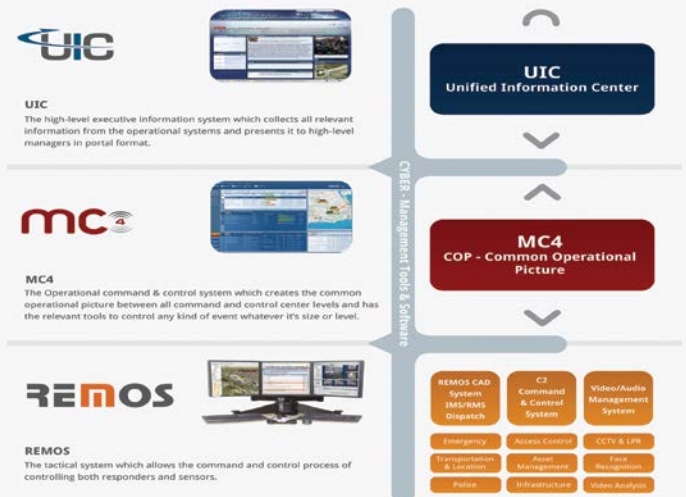 UIC
UIC
The high-level executive information system which collects all relevant
information from the operational systems and presents it to high-level
managers in portal format.
UIC
Unified Information Center
CYBER - Management Tools & Software
mc4
MC4
The Operational command & control system which creates the common
operational picture between all command and control center levels and has
the relevant tools to control any kind of event whatever it's size or level.
MC4
COP - Common Operational
Picture
REMOS
REMOS
The tactical system which allows the command and control process of
controlling both responders and sensors.
REMOS CAD
System
IMS/RMS
Dispatch
C2
Command
& Control
System
Video/Audio
Management
System
Emergency
Access Control
CCTV & LPR
Transportation
& Location
Asset
Management
Face
Recognition
Police
Infrastructure
Video Analysis